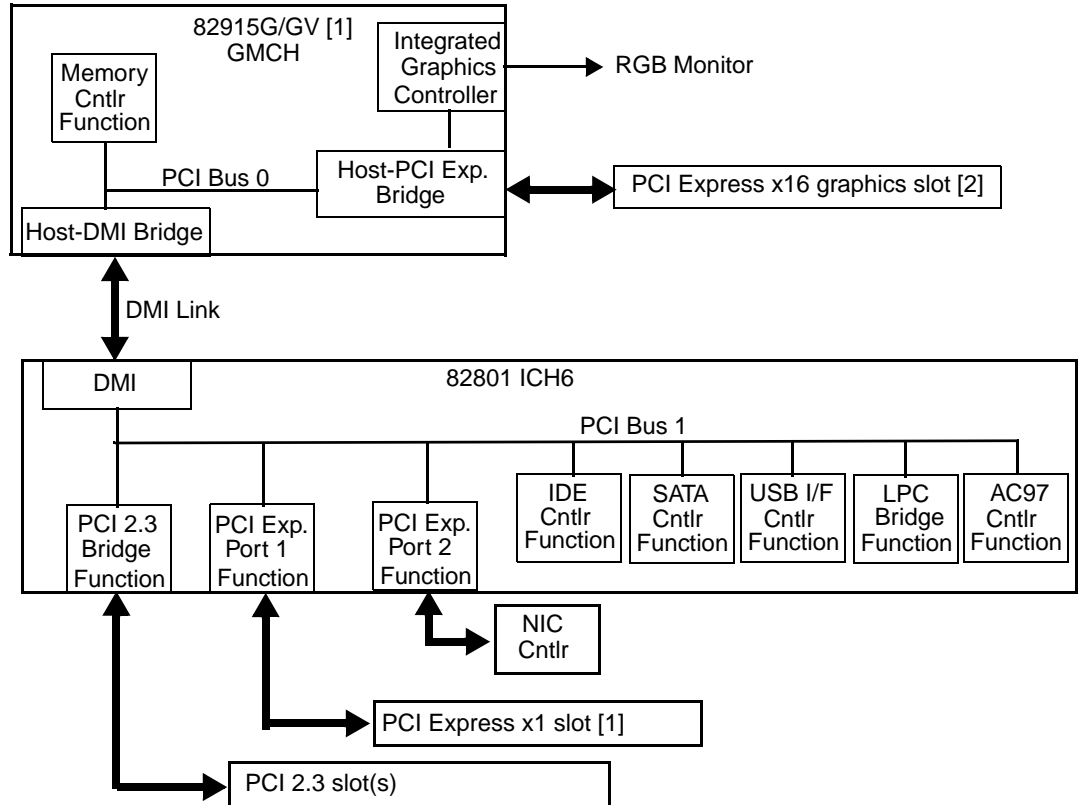 82915G/GV [1]
GMCH
Memory
Cntlr
Function
Integrated
Graphics
Controller
RGB Monitor
PCI Bus 0
Host-PCI Exp.
Bridge
PCI Express x16 graphics slot [2]
Host-DMI Bridge
DMI Link
DMI
82801 ICH6
PCI Bus 1
PCI 2.3
Bridge
Function
PCI Exp.
Port 1
Function
PCI Exp.
Port 2
Function
IDE
Cntlr
Function
SATA
Cntlr
Function
USB I/F
Cntlr
Function
LPC
Bridge
Function
AC97
Cntlr
Function
NIC
Cntlr
PCI Express x1 slot [1]
PCI 2.3 slot(s)